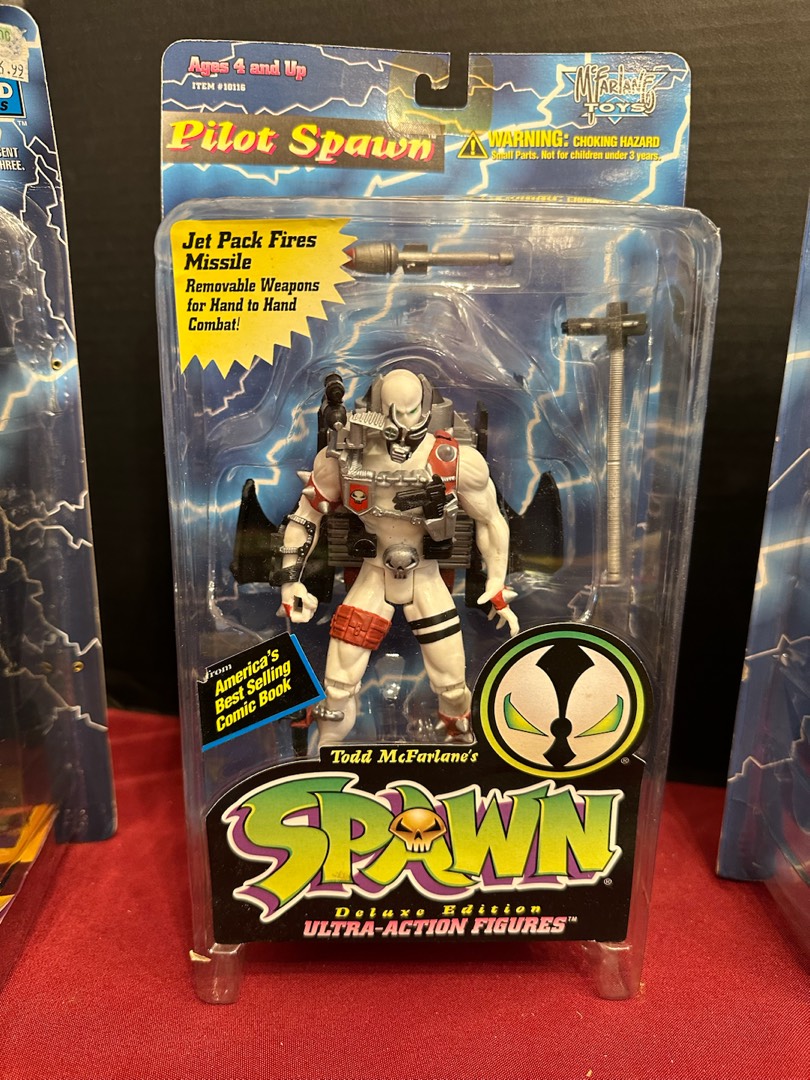 Ages 4 and Up
ITEM #10116
McFARLANE
TOYS
Pilot Spawn
WARNING: CHOKING HAZARD
Small Parts. Not for children under 3 years.
Jet Pack Fires
Missile
Removable Weapons
for Hand to Hand
Combat!
from
America's
Best Selling
Comic Book
Todd McFarlane's
SPAWN
Deluxe Edition
ULTRA-ACTION FIGURES™